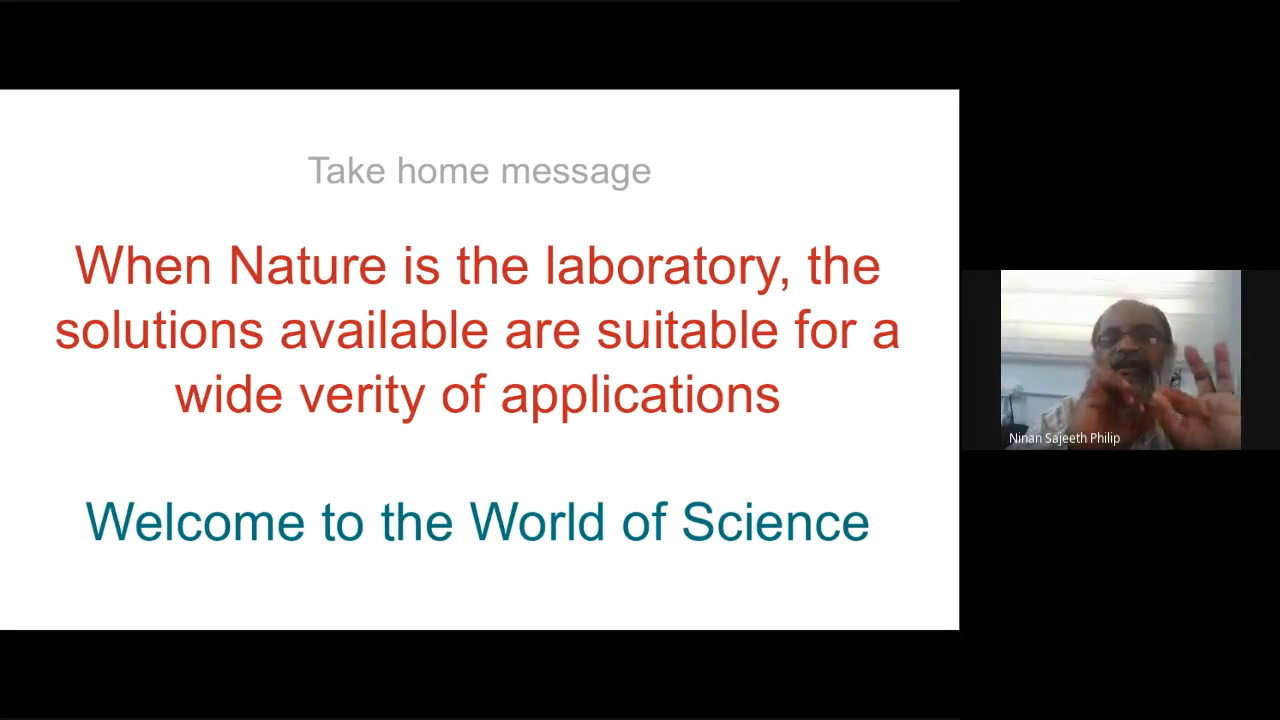 Take home message
When Nature is the laboratory, the
solutions available are suitable for a
wide verity of applications
Welcome to the World of Science
Ninan Sajeeth Philip